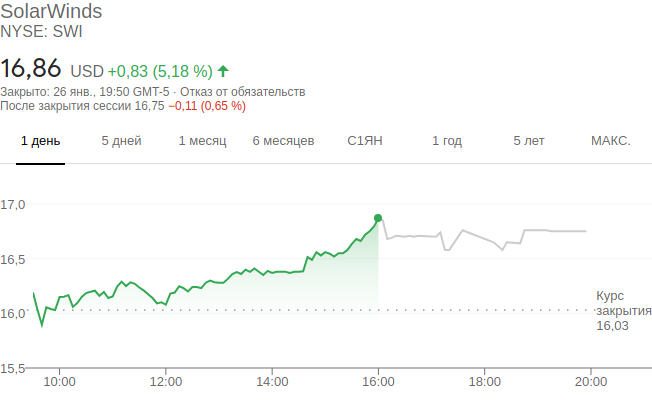 SolarWinds
NYSE: SWI
16,86 USD +0,83 (5,18 %)
Закрыто: 26 янв., 19:50 GMT-5 · Отказ от обязательств
После закрытия сессии 16,75 −0,11 (0,65 %)
1 день 5 дней 1 месяц 6 месяцев С1ЯН 1 год 5 лет МАКС.
17,0
16,5
Курс
16,0 закрытия
16,03
15,5
10:00 12:00 14:00 16:00 18:00 20:00